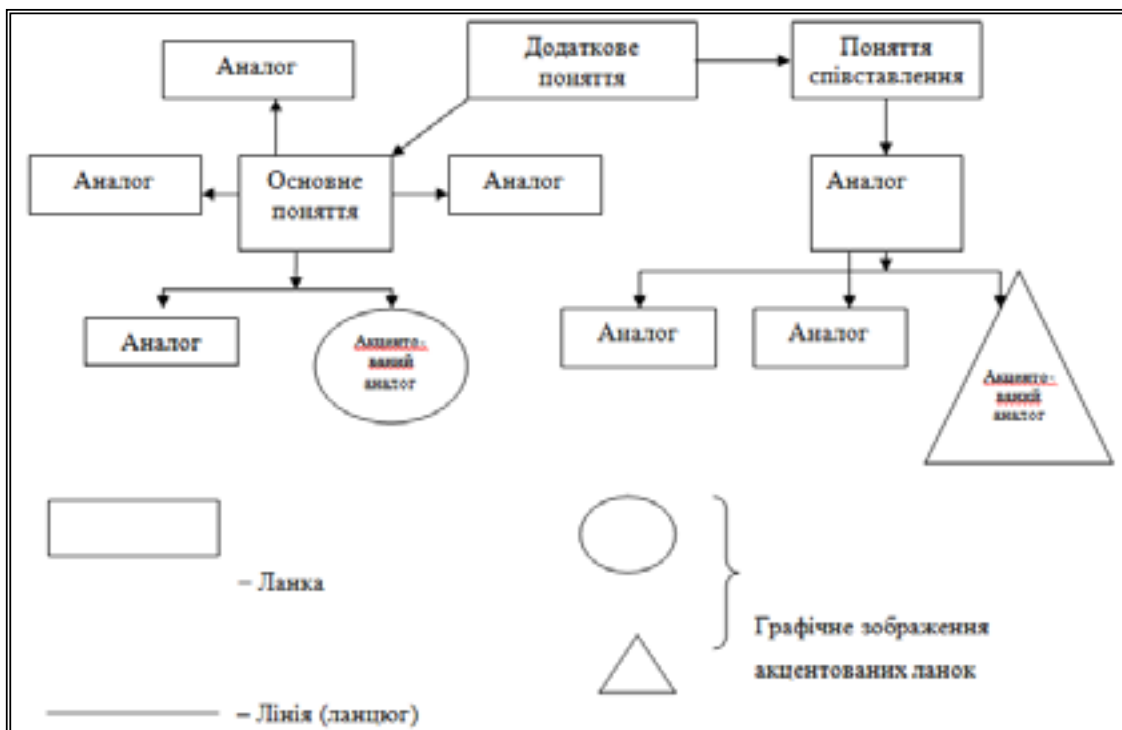 Аналог
Додаткове
поняття
Поняття
співставлення
Аналог
Основне
поняття
Аналог
Аналог
Аналог
Акценто-
ваний
аналог
Аналог
Аналог
Акценто-
ваний
аналог
– Ланка
Графічне зображення
акцентованих ланок
– Лінія (ланцюг)